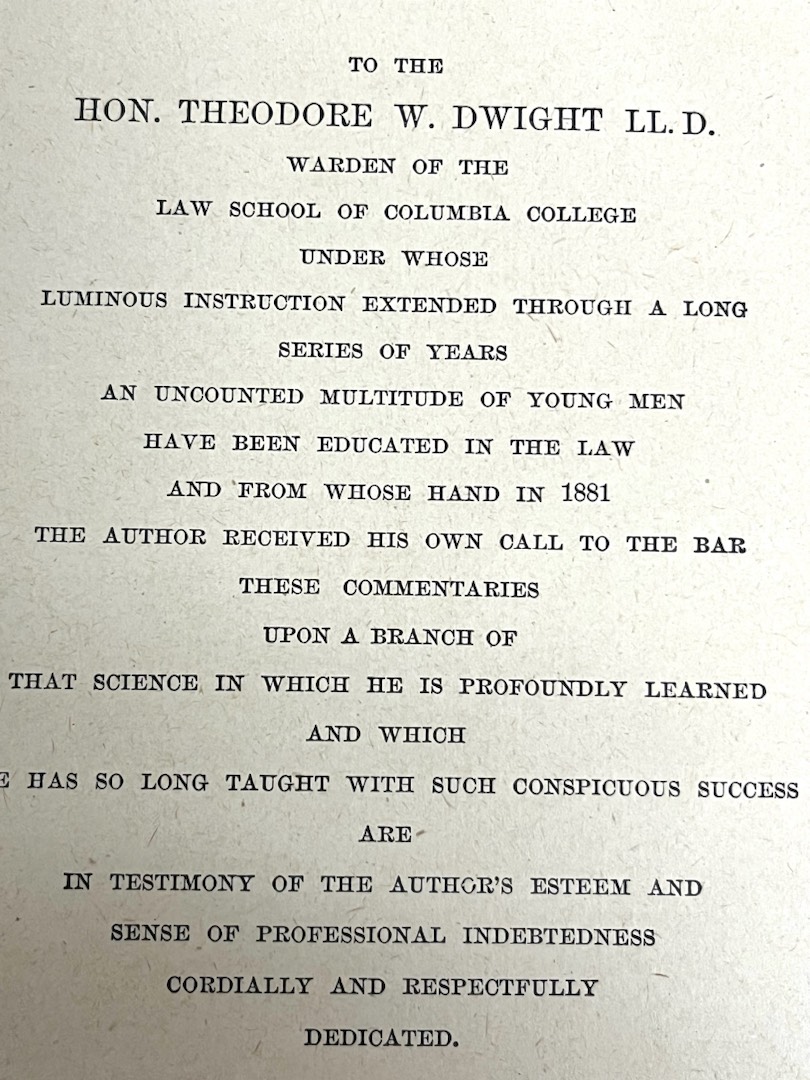 TO THE
HON. THEODORE W. DWIGHT LL. D.
WARDEN OF THE
LAW SCHOOL OF COLUMBIA COLLEGE
UNDER WHOSE
LUMINOUS INSTRUCTION EXTENDED THROUGH A LONG
SERIES OF YEARS
AN UNCOUNTED MULTITUDE OF YOUNG MEN
HAVE BEEN EDUCATED IN THE LAW
AND FROM WHOSE HAND IN 1881
THE AUTHOR RECEIVED HIS OWN CALL TO THE BAR
THESE COMMENTARIES
UPON A BRANCH OF
THAT SCIENCE IN WHICH HE IS PROFOUNDLY LEARNED
AND WHICH
E HAS SO LONG TAUGHT WITH SUCH CONSPICUOUS SUCCESS
ARE
IN TESTIMONY OF THE AUTHOR'S ESTEEM AND
SENSE OF PROFESSIONAL INDEBTEDNESS
CORDIALLY AND RESPECTFULLY
DEDICATED.